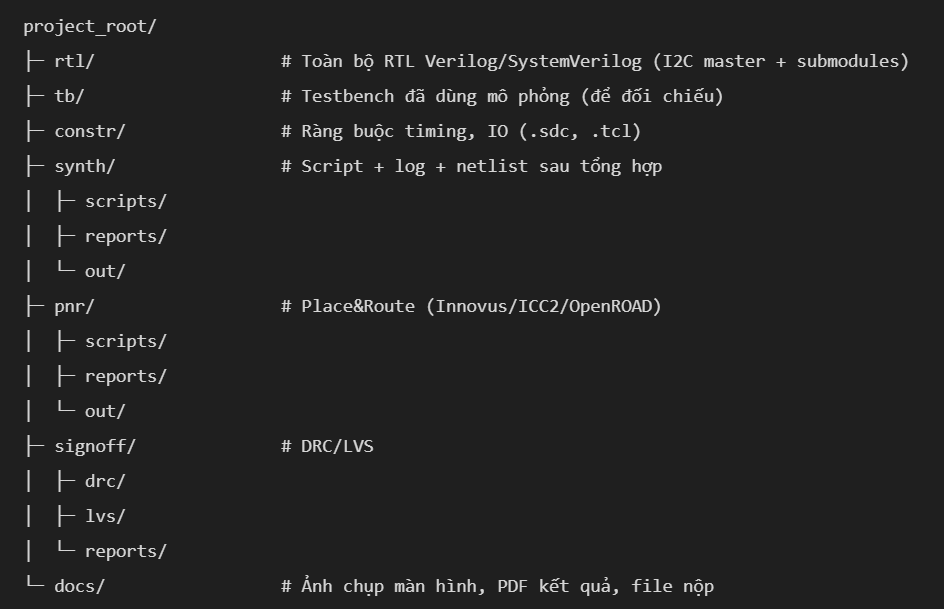 project_root/
├─ rtl/                  # Toàn bộ RTL Verilog/SystemVerilog (I2C master + submodules)
├─ tb/                   # Testbench đã dùng mô phỏng (để đối chiếu)
├─ constr/               # Ràng buộc timing, IO (.sdc, .tcl)
├─ synth/                # Script + log + netlist sau tổng hợp
│  ├─ scripts/
│  ├─ reports/
│  └─ out/
├─ pnr/                  # Place&Route (Innovus/ICC2/OpenROAD)
│  ├─ scripts/
│  ├─ reports/
│  └─ out/
├─ signoff/              # DRC/LVS
│  ├─ drc/
│  ├─ lvs/
│  └─ reports/
└─ docs/                 # Ảnh chụp màn hình, PDF kết quả, file nộp